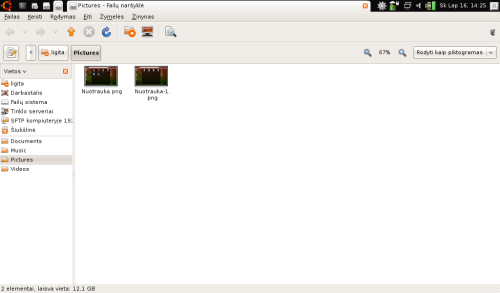 Pictures - Failų naršyklė
Sk Lap 16, 14:25
Failas Keisti Rodymas Eiti Žymelės Žinynas
ligita Pictures 67% Rodyti kaip piktogramas
Vietos
ligita
Darbastalis
Failų sistema
Tinklo serveriai
SFTP kompiuteryje 192
Šiukšlinė
Documents
Music
Pictures
Videos
Nuotrauka.png
Nuotrauka-1.
png
2 elementai, laisva vieta: 12,1 GB